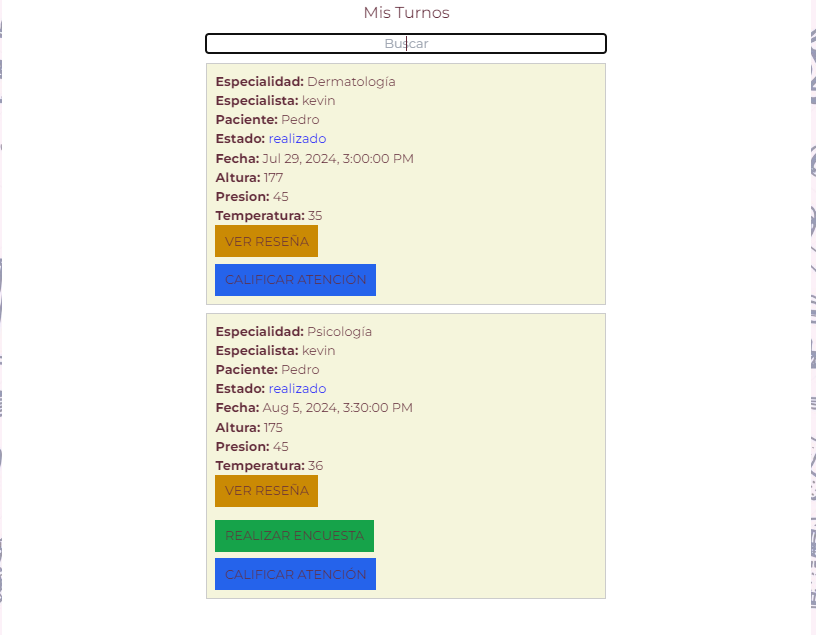 Mis Turnos
Buscar
Especialidad: Dermatología
Especialista: kevin
Paciente: Pedro
Estado: realizado
Fecha: Jul 29, 2024, 3:00:00 PM
Altura: 177
Presion: 45
Temperatura: 35
VER RESEÑA
CALIFICAR ATENCIÓN
Especialidad: Psicología
Especialista: kevin
Paciente: Pedro
Estado: realizado
Fecha: Aug 5, 2024, 3:30:00 PM
Altura: 175
Presion: 45
Temperatura: 36
VER RESEÑA
REALIZAR ENCUESTA
CALIFICAR ATENCIÓN